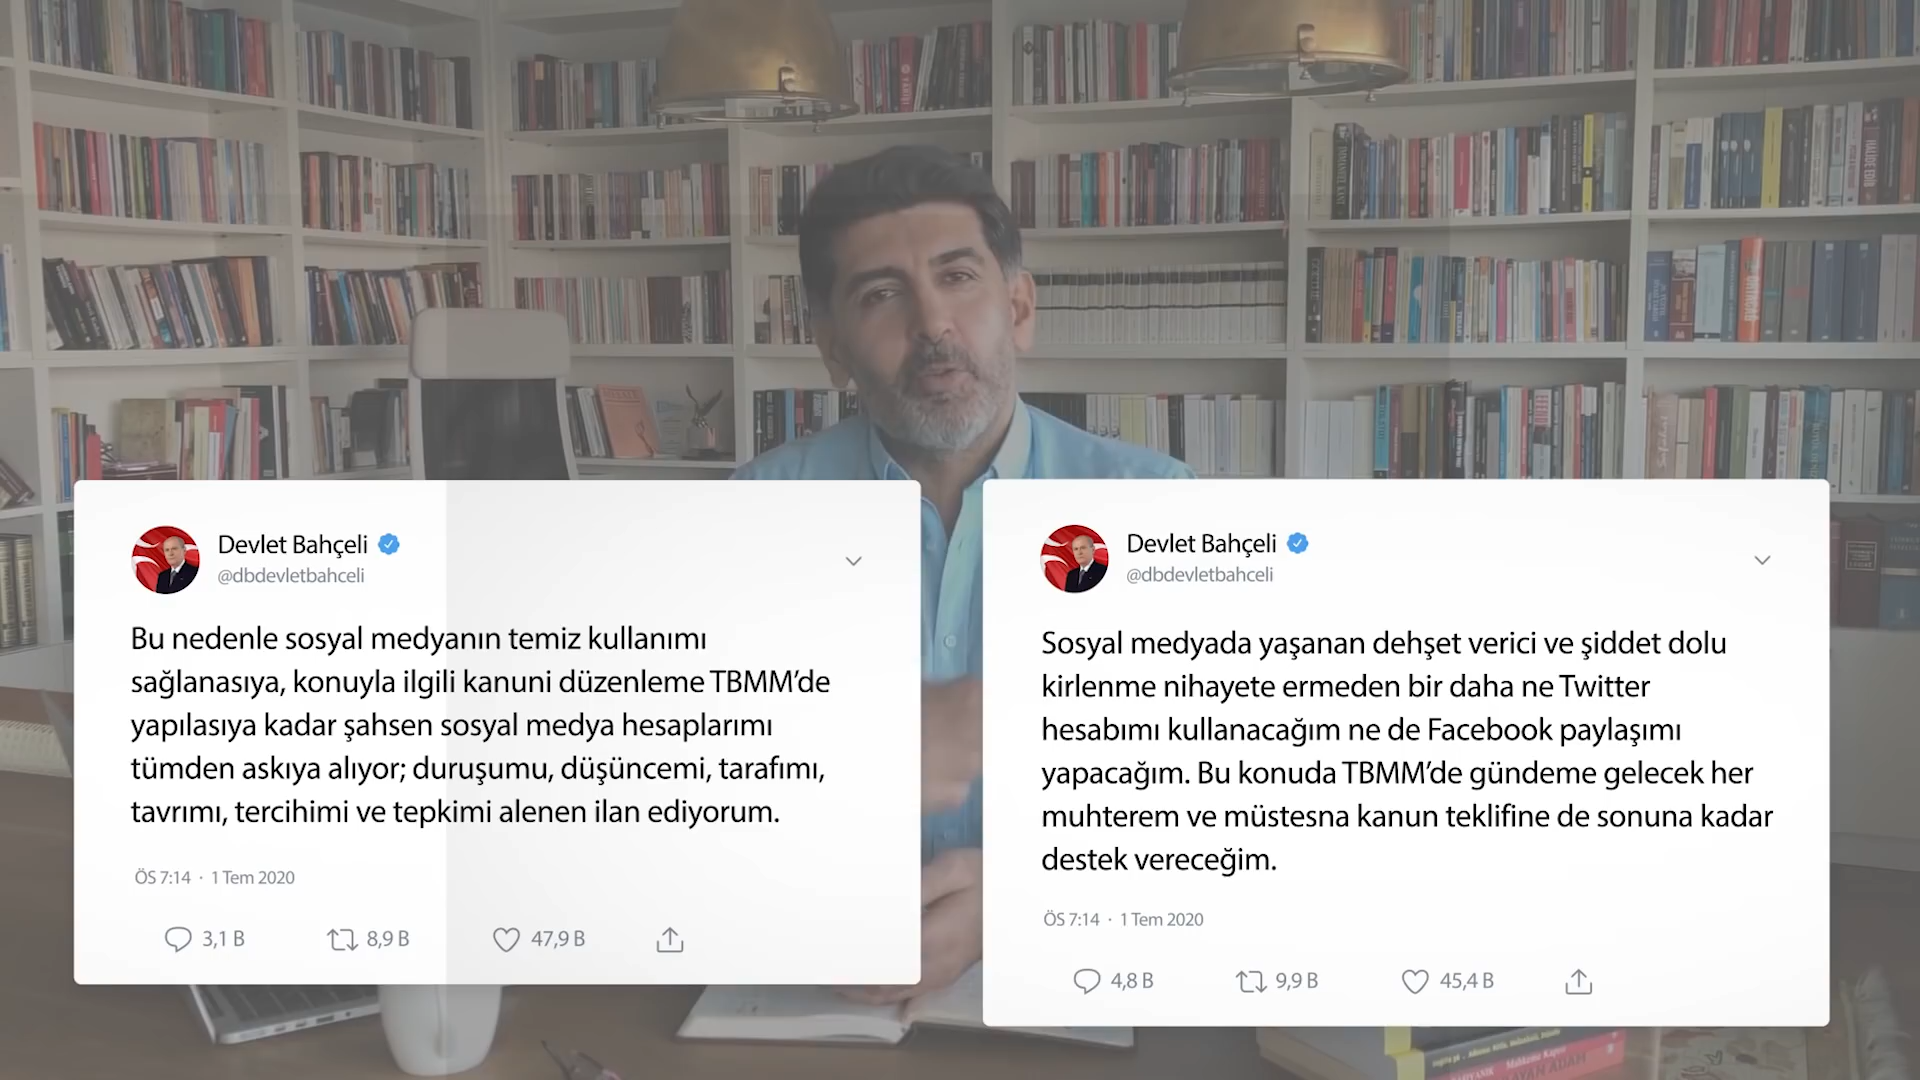 Devlet Bahçeli
@dbdevletbahceli
Bu nedenle sosyal medyanın temiz kullanımı
sağlanasıya, konuyla ilgili kanuni düzenleme TBMM’de
yapılasıya kadar şahsen sosyal medya hesaplarımı
tümden askıya alıyor; duruşumu, düşüncemi, tarafımı,
tavrımı, tercihimi ve tepkimi alenen ilan ediyorum.
ÖS 7:14 · 1 Tem 2020
3,1 B 8,9 B 47,9 B
Devlet Bahçeli
@dbdevletbahceli
Sosyal medyada yaşanan dehşet verici ve şiddet dolu
kirlenme nihayete ermeden bir daha ne Twitter
hesabımı kullanacağım ne de Facebook paylaşımı
yapacağım. Bu konuda TBMM’de gündeme gelecek her
muhterem ve müstesna kanun teklifine de sonuna kadar
destek vereceğim.
ÖS 7:14 · 1 Tem 2020
4,8 B 9,9 B 45,4 B
HALİDE EDİB